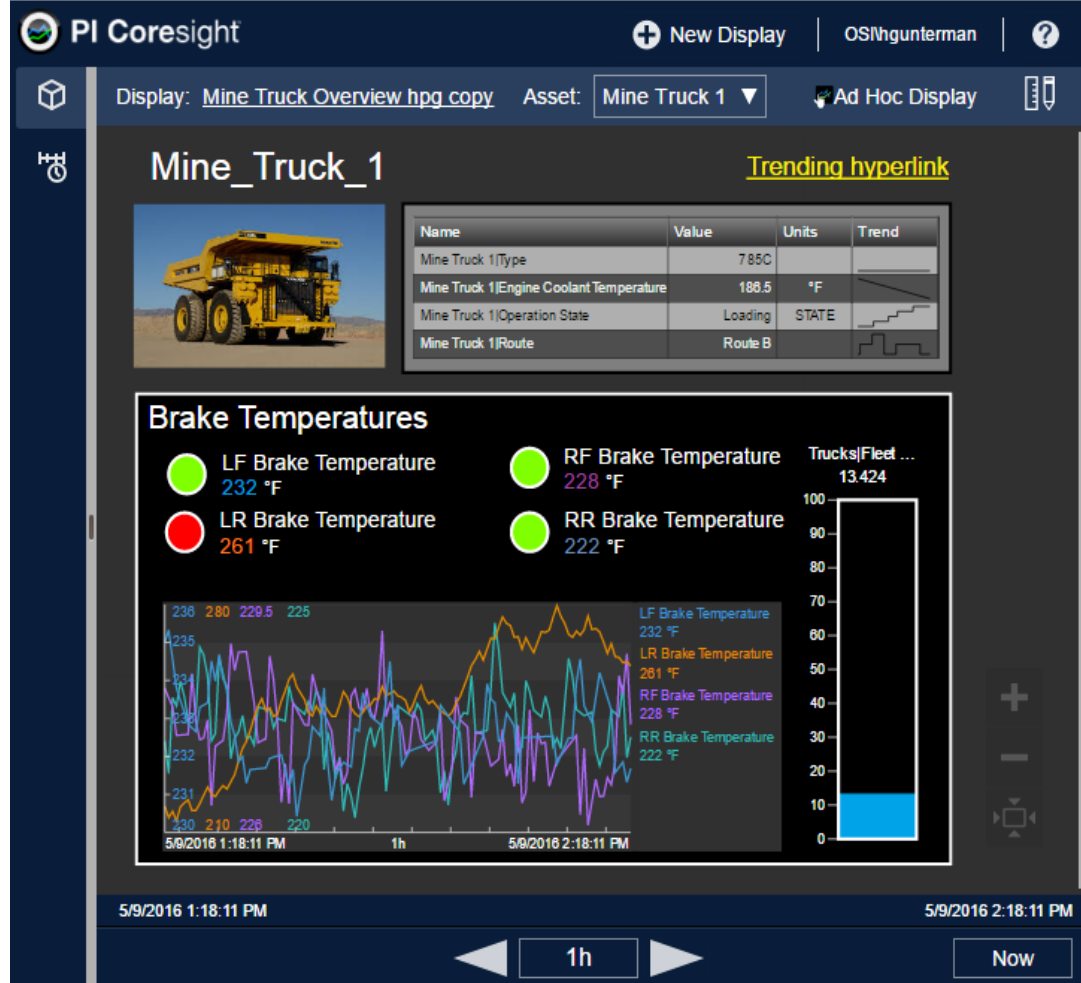 PI Coresight
New Display
OSI\hgunterman
?
Display: Mine Truck Overview hpg copy
Asset: Mine Truck 1 ▼
Ad Hoc Display
Mine_Truck_1
Trending hyperlink
Name Value Units Trend
Mine Truck 1|Type 785C
Mine Truck 1|Engine Coolant Temperature 186.5 °F
Mine Truck 1|Operation State Loading STATE
Mine Truck 1|Route Route B
Brake Temperatures
LF Brake Temperature
232 °F
RF Brake Temperature
228 °F
LR Brake Temperature
261 °F
RR Brake Temperature
222 °F
Trucks|Fleet ...
13.424
100
90
80
70
60
50
40
30
20
10
0
236 280 229.5 225
235
234
233
232
231
230 210 226 220
5/9/2016 1:18:11 PM 1h 5/9/2016 2:18:11 PM
LF Brake Temperature
232 °F
LR Brake Temperature
261 °F
RF Brake Temperature
228 °F
RR Brake Temperature
222 °F
5/9/2016 1:18:11 PM 5/9/2016 2:18:11 PM
1h
Now